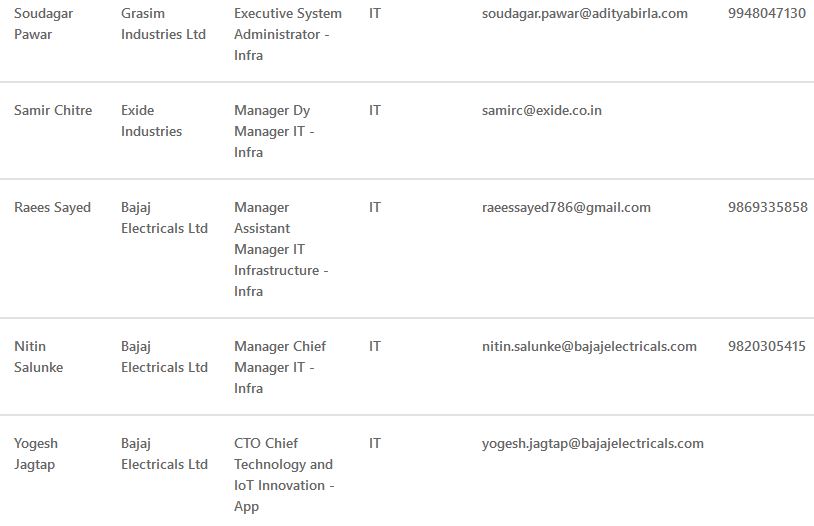 Soudagar Pawar Grasim Industries Ltd Executive System Administrator - Infra IT soudagar.pawar@adityabirla.com 9948047130
Samir Chitre Exide Industries Manager Dy Manager IT - Infra IT samirc@exide.co.in
Raees Sayed Bajaj Electricals Ltd Manager Assistant Manager IT Infrastructure - Infra IT raeessayed786@gmail.com 9869335858
Nitin Salunke Bajaj Electricals Ltd Manager Chief Manager IT - Infra IT nitin.salunke@bajajelectricals.com 9820305415
Yogesh Jagtap Bajaj Electricals Ltd CTO Chief Technology and IoT Innovation - App IT yogesh.jagtap@bajajelectricals.com